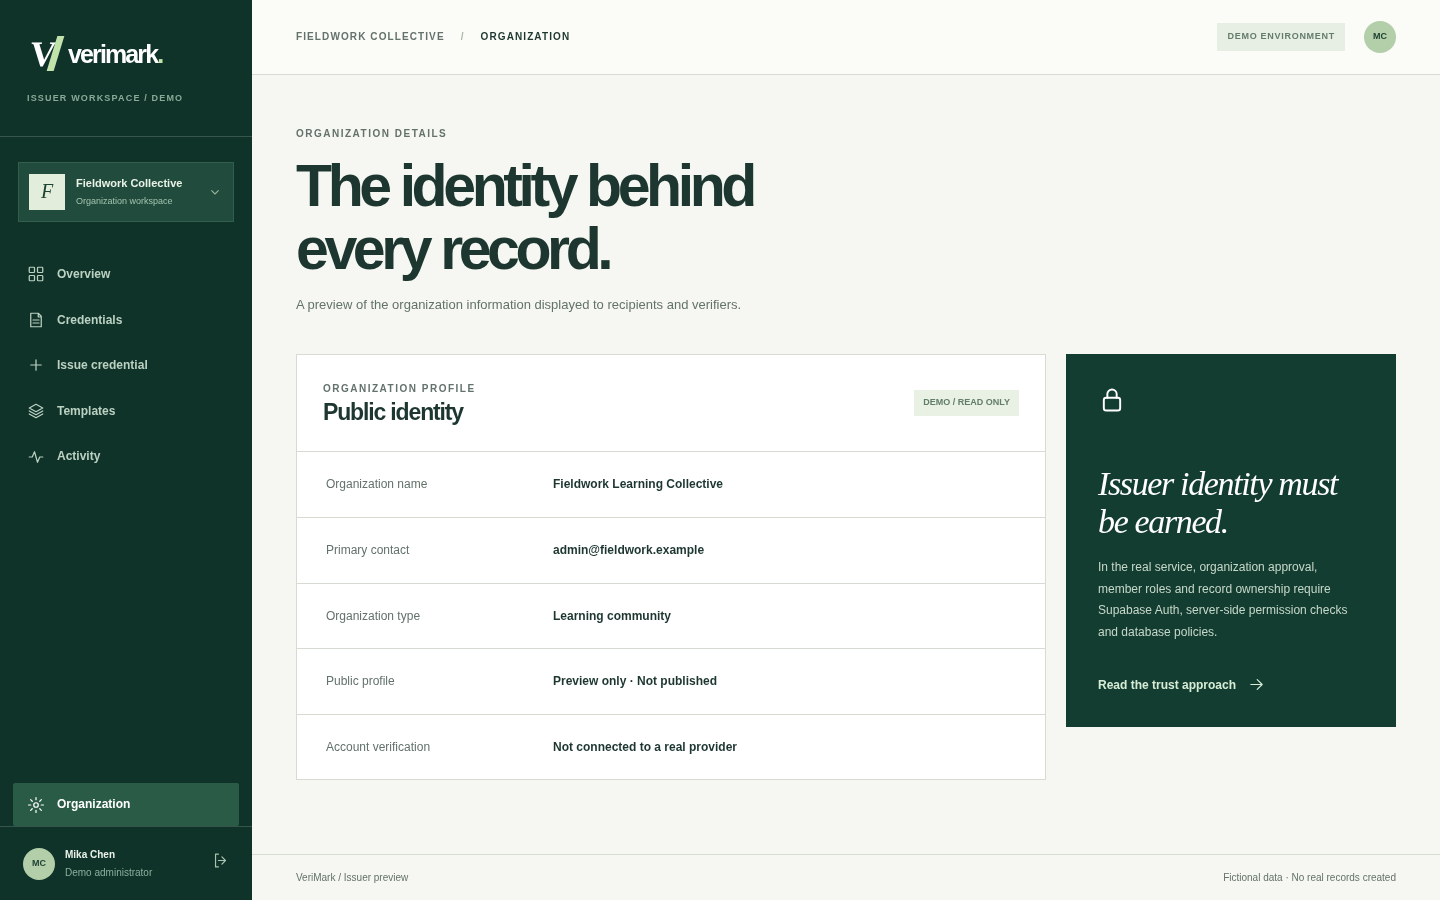 V/ verimark.
ISSUER WORKSPACE / DEMO
F
Fieldwork Collective
Organization workspace
Overview
Credentials
Issue credential
Templates
Activity
Organization
MC
Mika Chen
Demo administrator
FIELDWORK COLLECTIVE / ORGANIZATION
DEMO ENVIRONMENT
MC
ORGANIZATION DETAILS
The identity behind
every record.
A preview of the organization information displayed to recipients and verifiers.
ORGANIZATION PROFILE
Public identity
DEMO / READ ONLY
Organization name Fieldwork Learning Collective
Primary contact admin@fieldwork.example
Organization type Learning community
Public profile Preview only · Not published
Account verification Not connected to a real provider
Issuer identity must
be earned.
In the real service, organization approval,
member roles and record ownership require
Supabase Auth, server-side permission checks
and database policies.
Read the trust approach
VeriMark / Issuer preview
Fictional data · No real records created